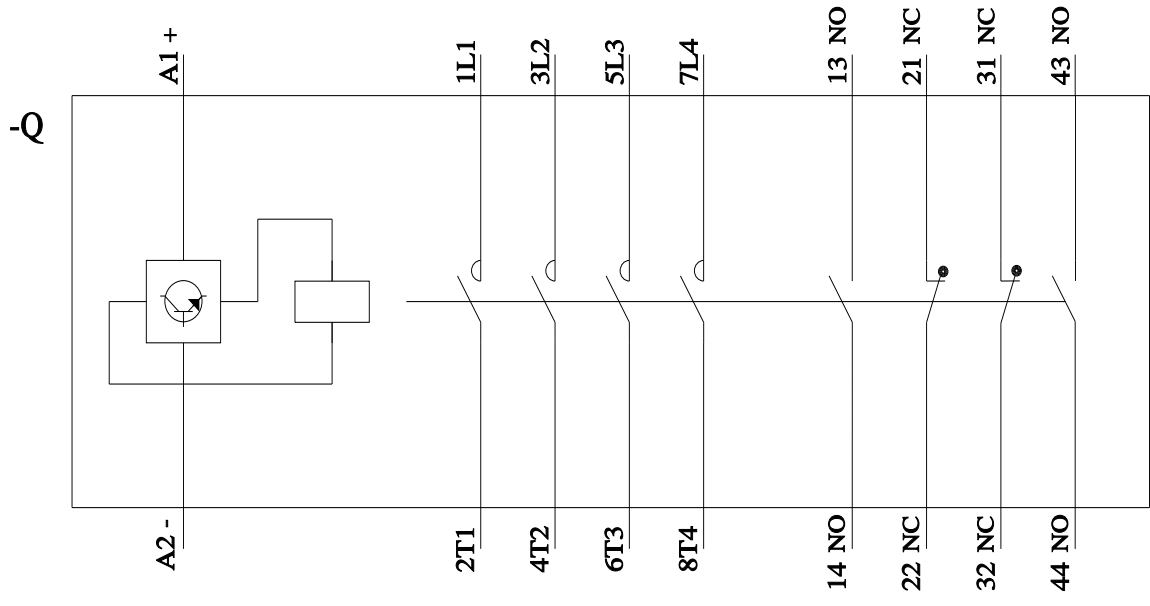 A1 +
1L1
3L2
5L3
7L4
13 NO
21 NC
31 NC
43 NO
-Q
A2 -
2T1
4T2
6T3
8T4
14 NO
22 NC
32 NC
44 NO